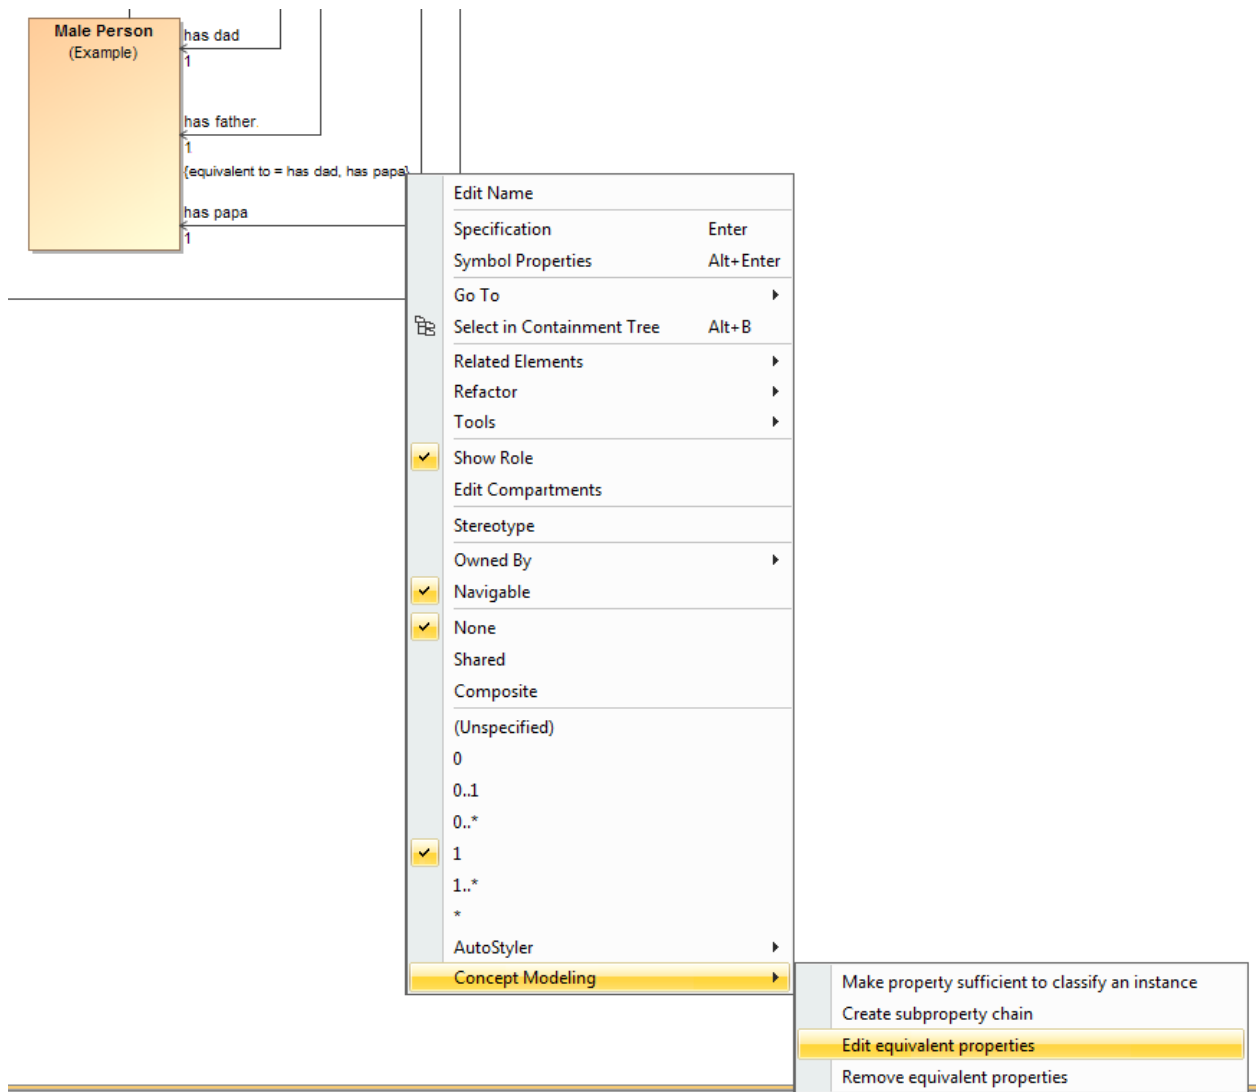 Male Person
(Example)
has dad
1
has father
1
{equivalent to = has dad, has papa}
has papa
1
Edit Name
Specification Enter
Symbol Properties Alt+Enter
Go To
Select in Containment Tree Alt+B
Related Elements
Refactor
Tools
Show Role
Edit Compartments
Stereotype
Owned By
Navigable
None
Shared
Composite
(Unspecified)
0
0..1
0..*
1
1..*
*
AutoStyler
Concept Modeling
Make property sufficient to classify an instance
Create subproperty chain
Edit equivalent properties
Remove equivalent properties